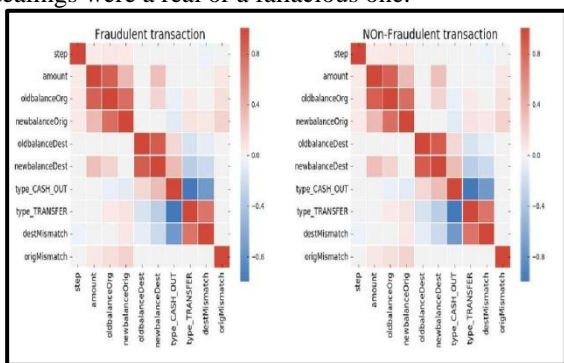 Fraudulent transaction
NOn-Fraudulent transaction
step
amount
oldbalanceOrg
newbalanceOrig
oldbalanceDest
newbalanceDest
type_CASH_OUT
type_TRANSFER
destMismatch
origMismatch
step
amount
oldbalanceOrg
newbalanceOrig
oldbalanceDest
newbalanceDest
type_CASH_OUT
type_TRANSFER
destMismatch
origMismatch
0.8
0.4
0.0
−0.4
−0.8
step
amount
oldbalanceOrg
newbalanceOrig
oldbalanceDest
newbalanceDest
type_CASH_OUT
type_TRANSFER
destMismatch
origMismatch
step
amount
oldbalanceOrg
newbalanceOrig
oldbalanceDest
newbalanceDest
type_CASH_OUT
type_TRANSFER
destMismatch
origMismatch
0.8
0.4
0.0
−0.4
−0.8